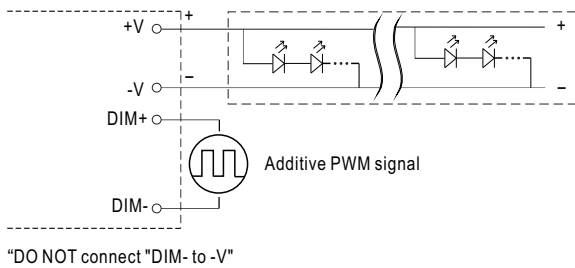 +V + +
-V − −
DIM+
Additive PWM signal
DIM-
“DO NOT connect "DIM- to -V"